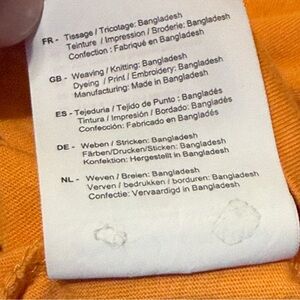 FR - Tissage / Tricotage: Bangladesh
Teinture / Impression / Broderie: Bangladesh
Confection : Fabriqué en Bangladesh
GB - Weaving / Knitting: Bangladesh
Dyeing / Print / Embroidery: Bangladesh
Manufacturing: Made in Bangladesh
ES - Tejeduria / Tejido de Punto : Bangladés
Tintura / Impresión / Bordado: Bangladés
Confección: Fabricado en Bangladés
DE - Weben / Stricken: Bangladesh
Färben/Drucken/Sticken: Bangladesh
Konfektion: Hergestellt in Bangladesh
NL - Weven / Breien: Bangladesh
Verven / bedrukken / borduren: Bangladesh
Confectie: Vervaardigd in Bangladesh